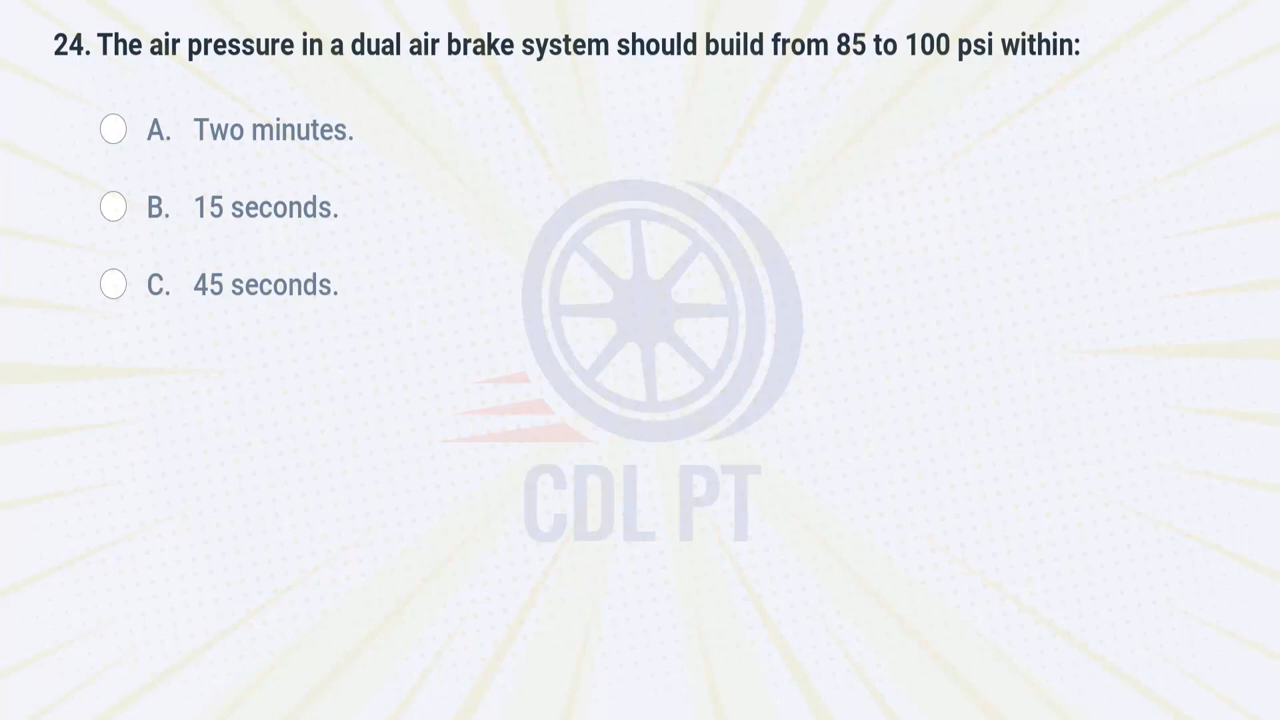 24. The air pressure in a dual air brake system should build from 85 to 100 psi within:
A. Two minutes.
B. 15 seconds.
C. 45 seconds.
CDL PT